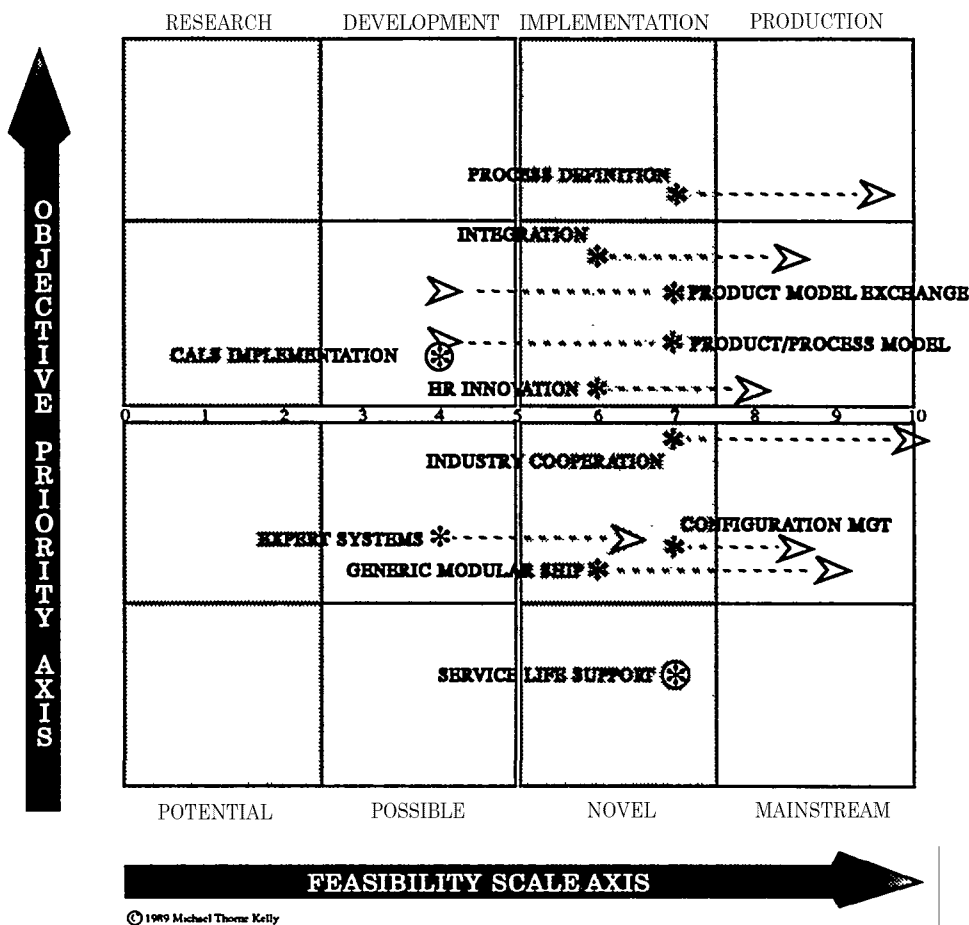 RESEARCH DEVELOPMENT IMPLEMENTATION PRODUCTION
OBJECTIVE PRIORITY AXIS
PROCESS DEFINITION
INTEGRATION
PRODUCT MODEL EXCHANGE
PRODUCT/PROCESS MODEL
CALS IMPLEMENTATION
HR INNOVATION
0 1 2 3 4 5 6 7 8 9 10
INDUSTRY COOPERATION
CONFIGURATION MGT
EXPERT SYSTEMS
GENERIC MODULAR SHIP
SERVICE LIFE SUPPORT
POTENTIAL POSSIBLE NOVEL MAINSTREAM
FEASIBILITY SCALE AXIS
© 1989 Michael Thorne Kelly